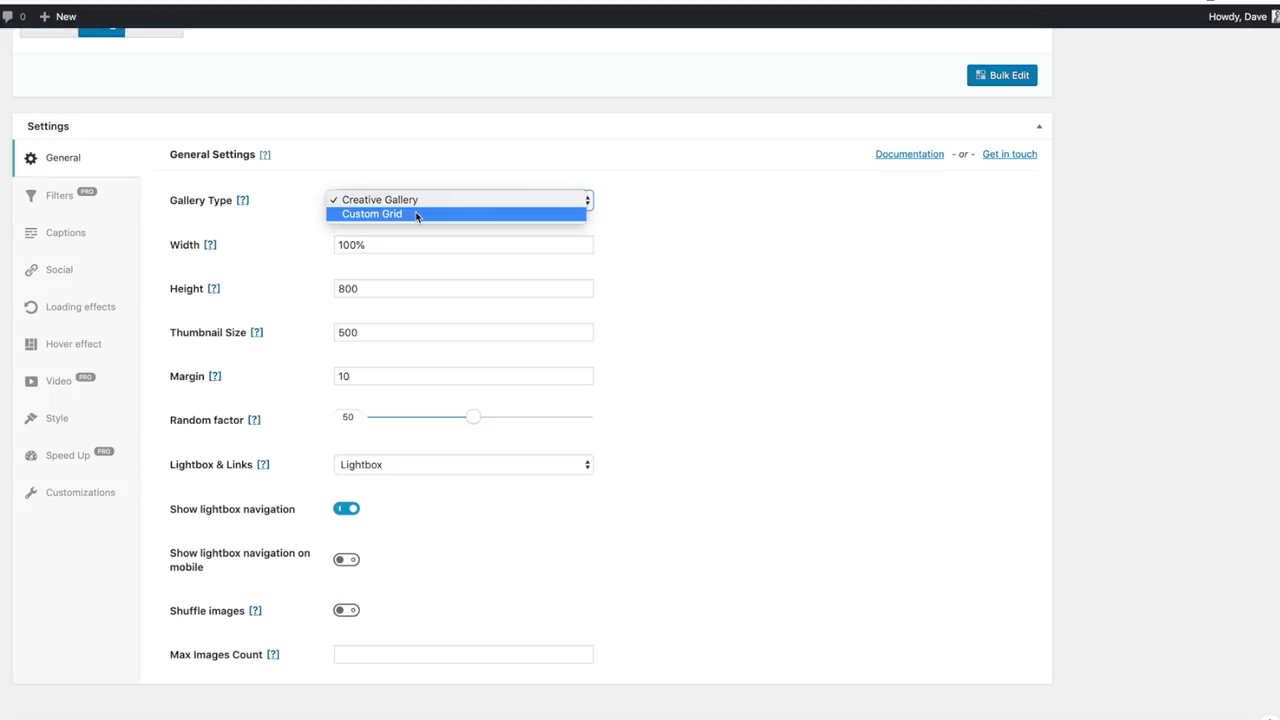 0 New Howdy, Dave
Bulk Edit
Settings
General
General Settings [?] Documentation - or - Get in touch
Gallery Type [?] Creative Gallery
Custom Grid
Filters PRO
Captions
Width [?] 100%
Social
Height [?] 800
Loading effects
Thumbnail Size [?] 500
Hover effect
Margin [?] 10
Video PRO
Style
Random factor [?] 50
Speed Up PRO
Lightbox & Links [?] Lightbox
Customizations
Show lightbox navigation
Show lightbox navigation on
mobile
Shuffle images [?]
Max Images Count [?]